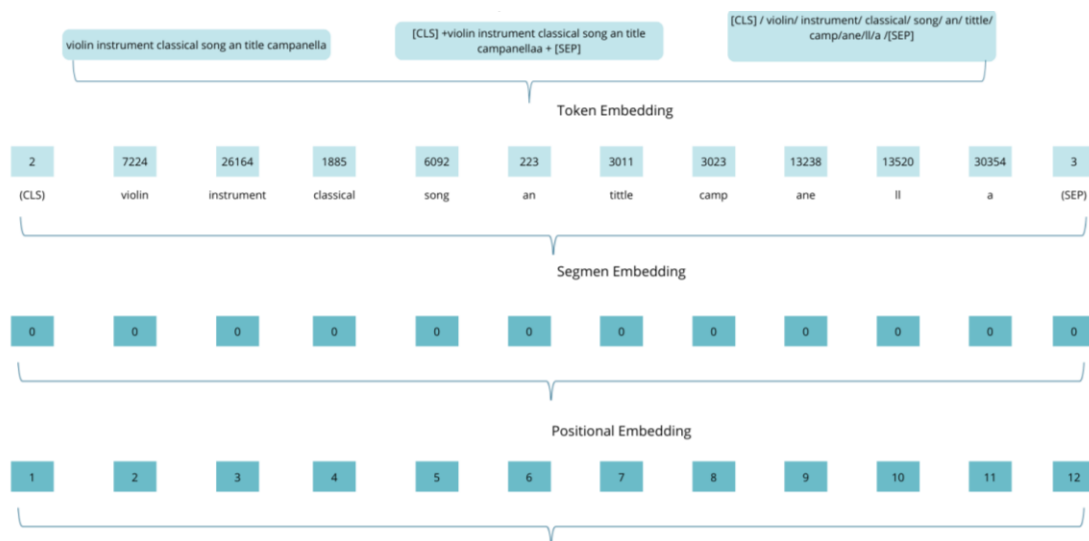 violin instrument classical song an title campanella
[CLS] +violin instrument classical song an title
campanellaa + [SEP]
[CLS] / violin/ instrument/ classical/ song/ an/ tittle/
camp/ane/ll/a /[SEP]
Token Embedding
2 7224 26164 1885 6092 223 3011 3023 13238 13520 30354 3
(CLS) violin instrument classical song an tittle camp ane ll a (SEP)
Segmen Embedding
0 0 0 0 0 0 0 0 0 0 0 0
Positional Embedding
1 2 3 4 5 6 7 8 9 10 11 12